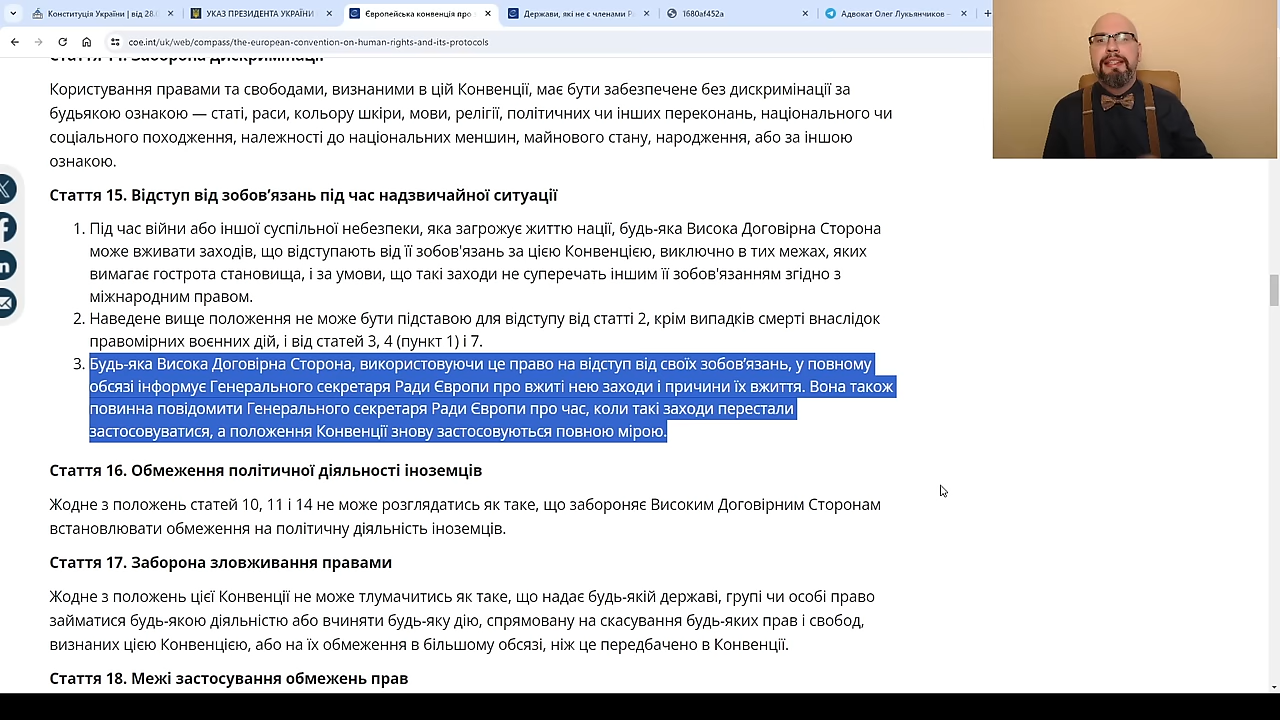 Конституція України | від 28.0
УКАЗ ПРЕЗИДЕНТА УКРАЇНИ
Європейська конвенція про
Держави, які не є членами Р
1680af452a
Адвокат Олег Лукьянчиков –
coe.int/uk/web/compass/the-european-convention-on-human-rights-and-its-protocols
Заборона дискримінації
Користування правами та свободами, визнаними в цій Конвенції, має бути забезпечене без дискримінації за
будьякою ознакою — статі, раси, кольору шкіри, мови, релігії, політичних чи інших переконань, національного чи
соціального походження, належності до національних меншин, майнового стану, народження, або за іншою
ознакою.
Стаття 15. Відступ від зобов’язань під час надзвичайної ситуації
1. Під час війни або іншої суспільної небезпеки, яка загрожує життю нації, будь-яка Висока Договірна Сторона
може вживати заходів, що відступають від її зобов'язань за цією Конвенцією, виключно в тих межах, яких
вимагає гострота становища, і за умови, що такі заходи не суперечать іншим її зобов'язанням згідно з
міжнародним правом.
2. Наведене вище положення не може бути підставою для відступу від статті 2, крім випадків смерті внаслідок
правомірних воєнних дій, і від статей 3, 4 (пункт 1) і 7.
3. Будь-яка Висока Договірна Сторона, використовуючи це право на відступ від своїх зобов’язань, у повному
обсязі інформує Генерального секретаря Ради Європи про вжиті нею заходи і причини їх вжиття. Вона також
повинна повідомити Генерального секретаря Ради Європи про час, коли такі заходи перестали
застосовуватися, а положення Конвенції знову застосовуються повною мірою.
Стаття 16. Обмеження політичної діяльності іноземців
Жодне з положень статей 10, 11 і 14 не може розглядатись як таке, що забороняє Високим Договірним Сторонам
встановлювати обмеження на політичну діяльність іноземців.
Стаття 17. Заборона зловживання правами
Жодне з положень цієї Конвенції не може тлумачитись як таке, що надає будь-якій державі, групі чи особі право
займатися будь-якою діяльністю або вчиняти будь-яку дію, спрямовану на скасування будь-яких прав і свобод,
визнаних цією Конвенцією, або на їх обмеження в більшому обсязі, ніж це передбачено в Конвенції.
Стаття 18. Межі застосування обмежень прав